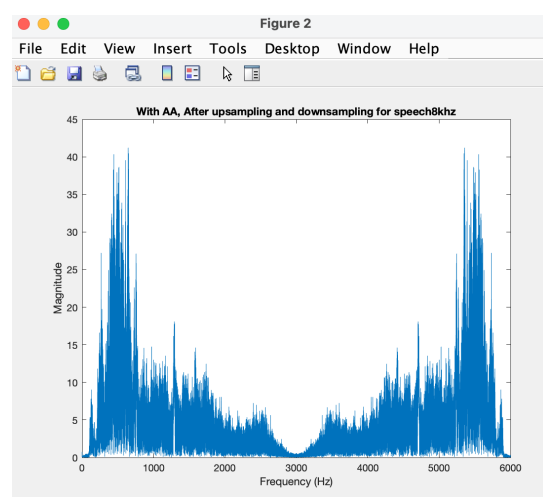 Figure 2
File Edit View Insert Tools Desktop Window Help
With AA, After upsampling and downsampling for speech8khz
45
40
35
30
25
20
15
10
5
0
Magnitude
0 1000 2000 3000 4000 5000 6000
Frequency (Hz)